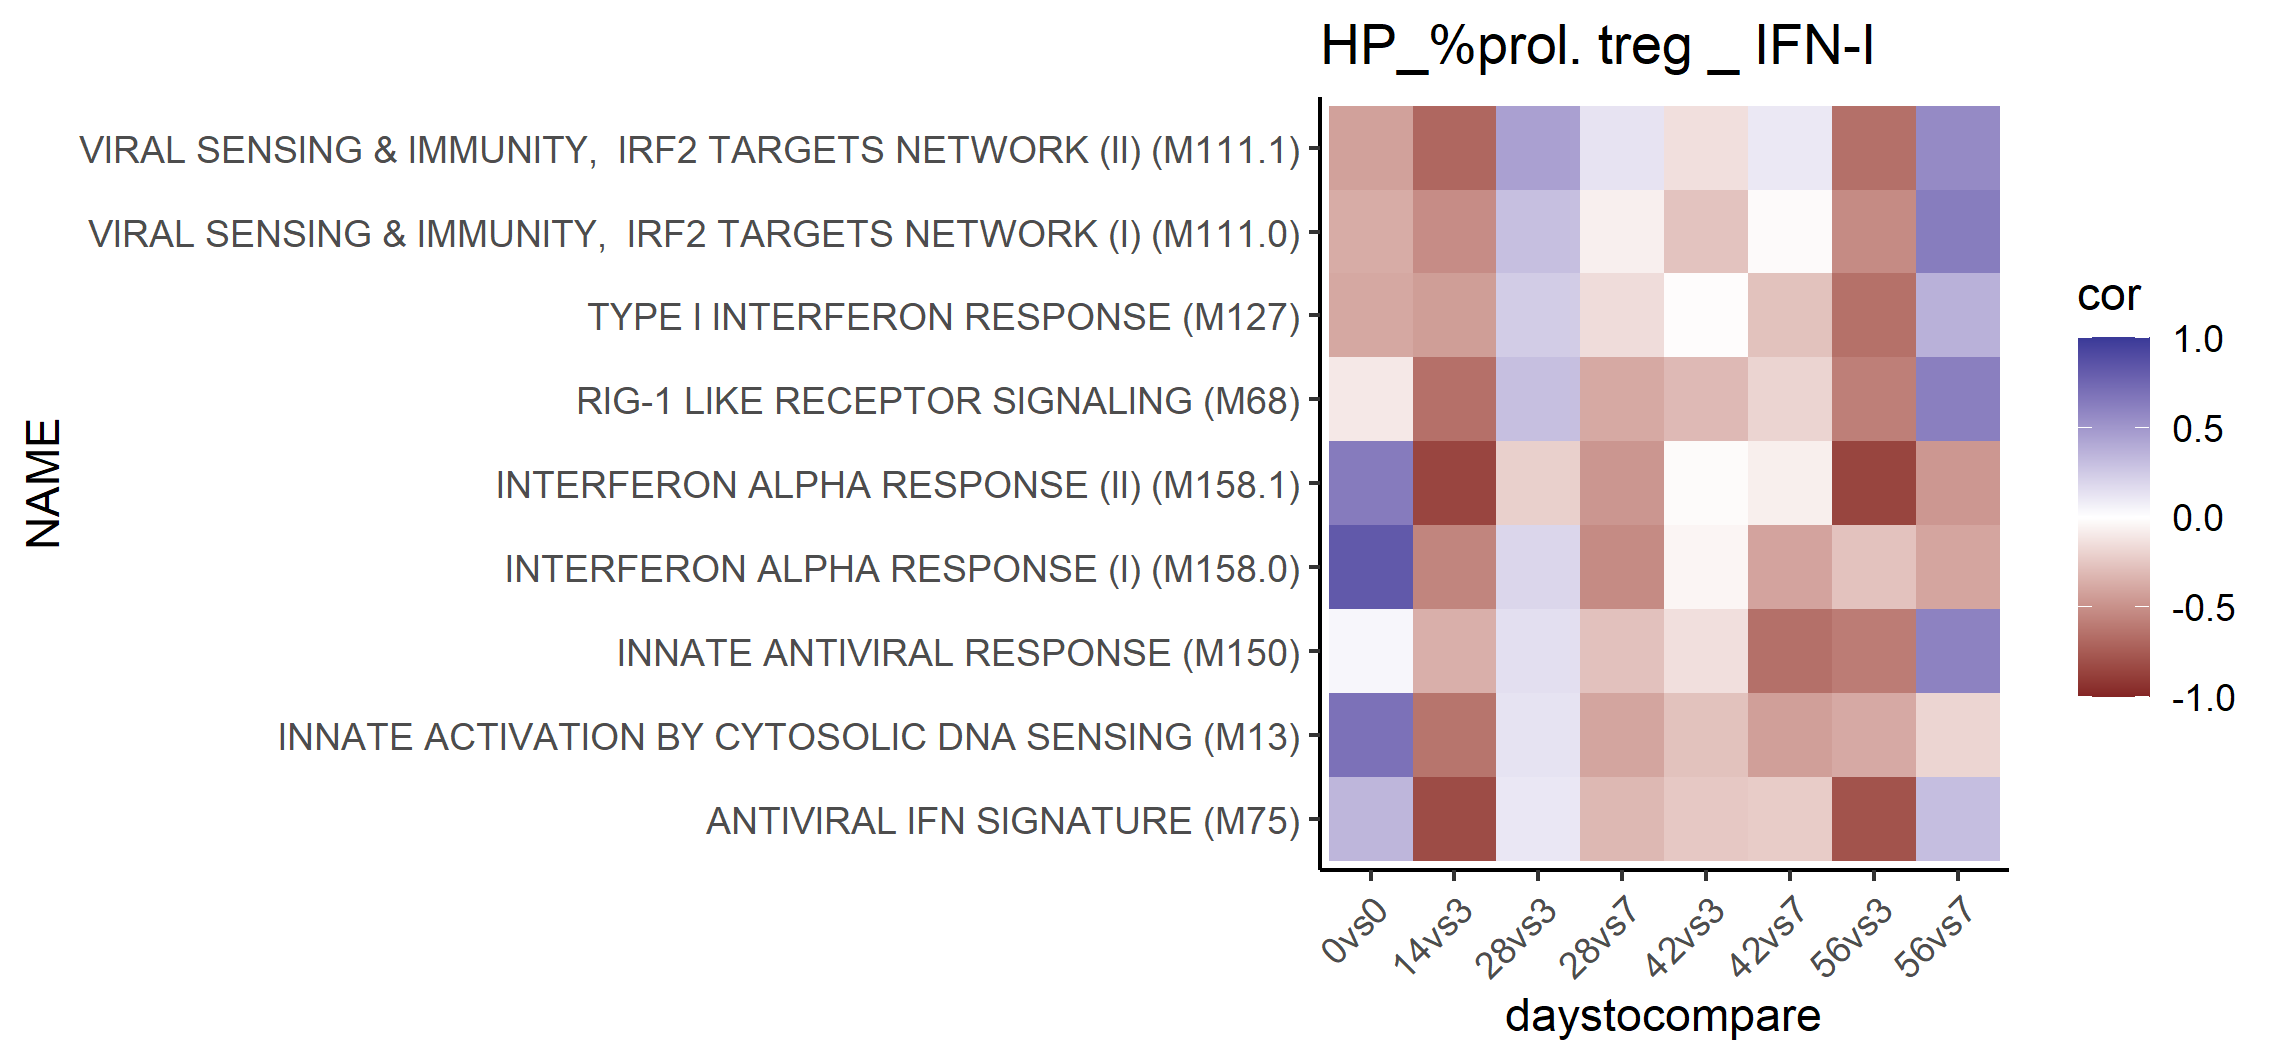 HP_%prol. treg _ IFN-I
VIRAL SENSING & IMMUNITY,  IRF2 TARGETS NETWORK (II) (M111.1)
VIRAL SENSING & IMMUNITY,  IRF2 TARGETS NETWORK (I) (M111.0)
TYPE I INTERFERON RESPONSE (M127)
RIG-1 LIKE RECEPTOR SIGNALING (M68)
INTERFERON ALPHA RESPONSE (II) (M158.1)
INTERFERON ALPHA RESPONSE (I) (M158.0)
INNATE ANTIVIRAL RESPONSE (M150)
INNATE ACTIVATION BY CYTOSOLIC DNA SENSING (M13)
ANTIVIRAL IFN SIGNATURE (M75)
NAME
0vs0
14vs3
28vs3
28vs7
42vs3
42vs7
56vs3
56vs7
daystocompare
cor
1.0
0.5
0.0
-0.5
-1.0